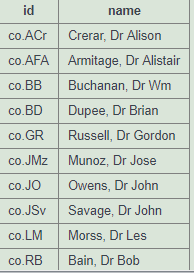 id name
co.ACr Crerar, Dr Alison
co.AFA Armitage, Dr Alistair
co.BB Buchanan, Dr Wm
co.BD Dupee, Dr Brian
co.GR Russell, Dr Gordon
co.JMz Munoz, Dr Jose
co.JO Owens, Dr John
co.JSv Savage, Dr John
co.LM Morss, Dr Les
co.RB Bain, Dr Bob